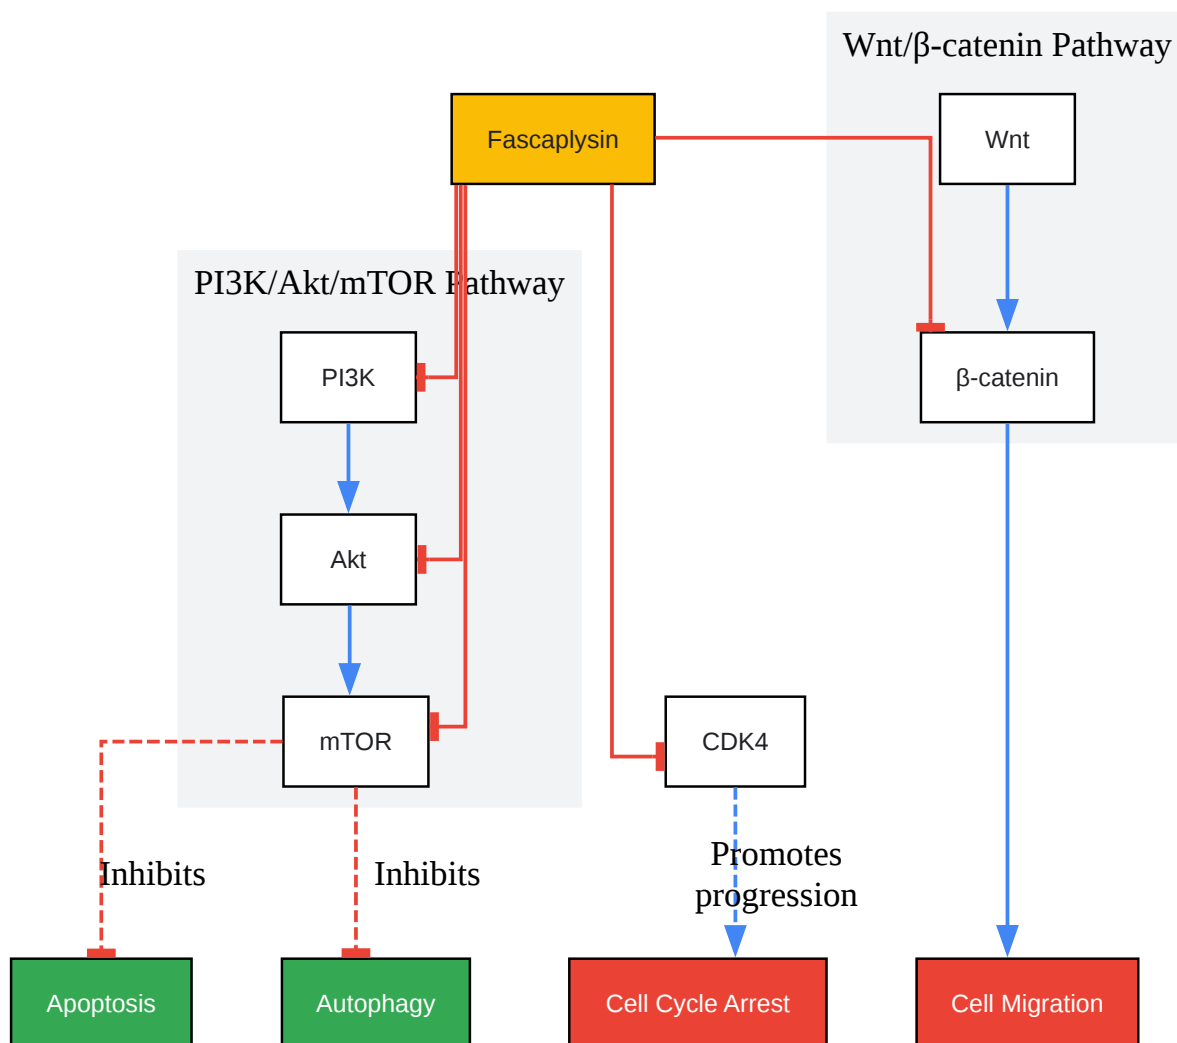 Wnt/β-catenin Pathway
Fascaplysin
Wnt
PI3K/Akt/mTOR Pathway
PI3K
β-catenin
Akt
mTOR
CDK4
Inhibits
Inhibits
Promotes
progression
Apoptosis
Autophagy
Cell Cycle Arrest
Cell Migration